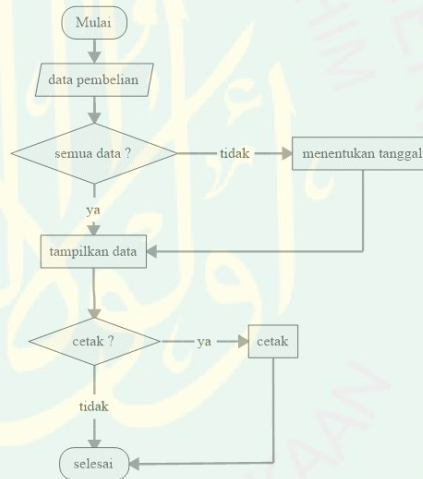 Mulai
data pembelian
semua data ?
tidak
menentukan tanggal
ya
tampilkan data
cetak ?
ya
cetak
tidak
selesai